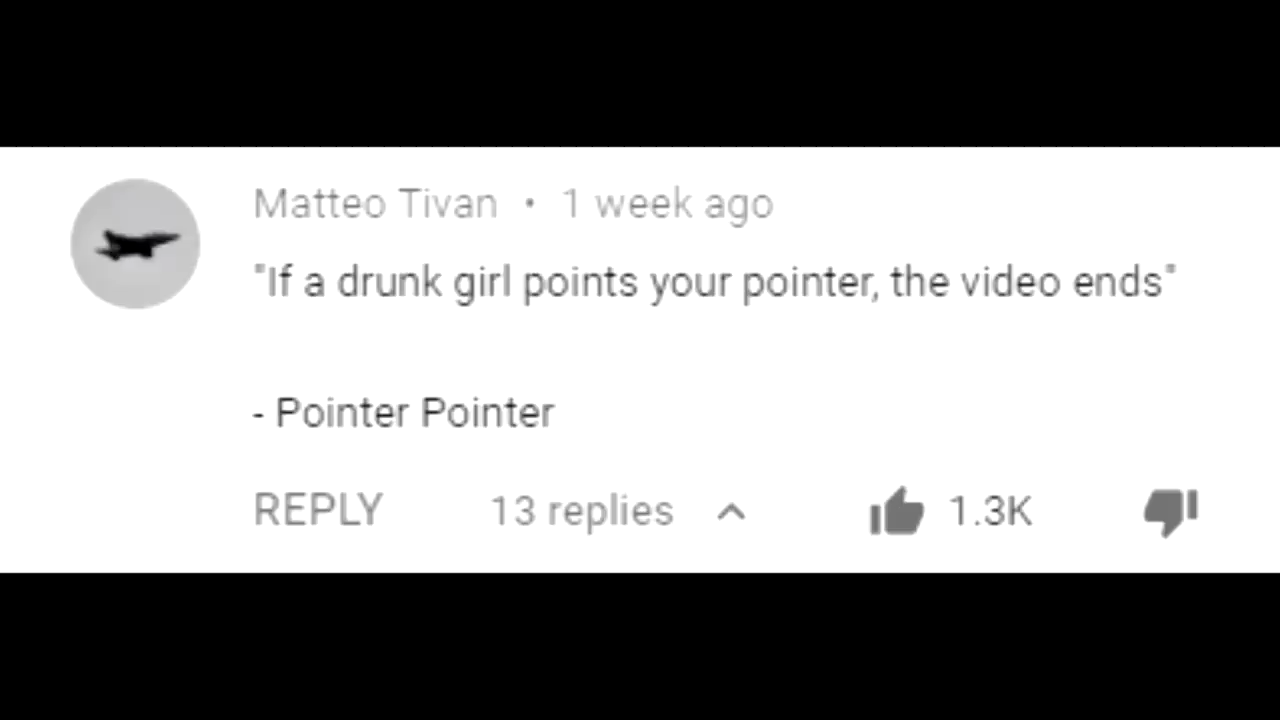 Matteo Tivan • 1 week ago
"If a drunk girl points your pointer, the video ends"
- Pointer Pointer
REPLY 13 replies 1.3K